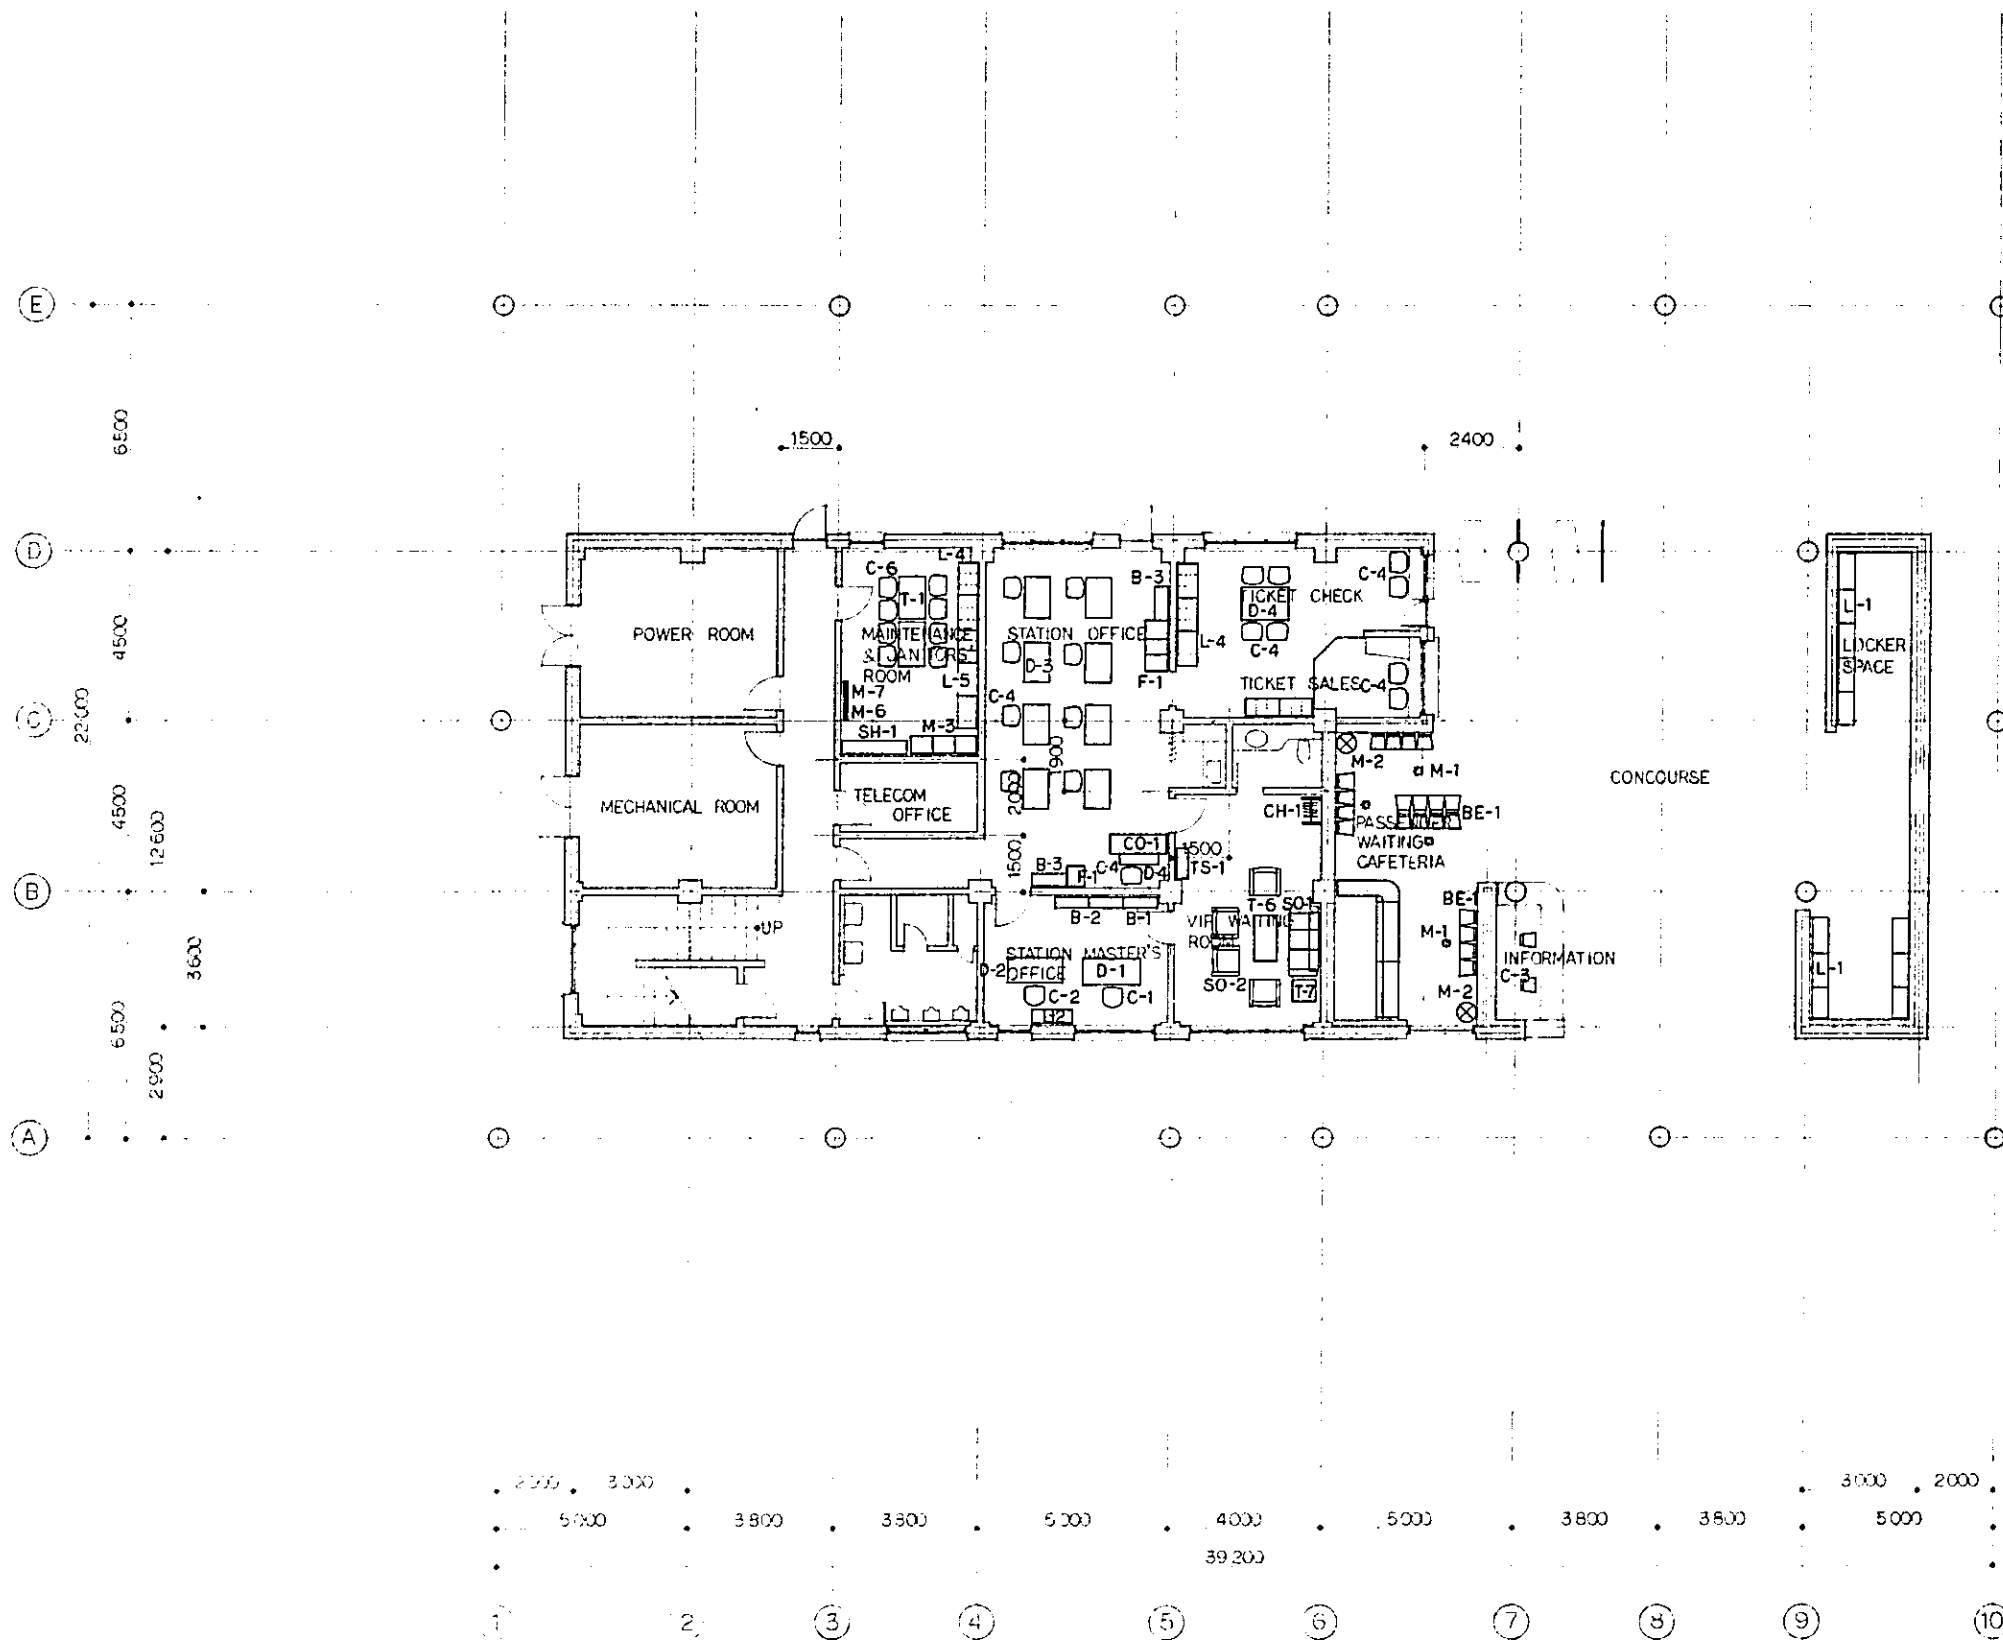 E
6500
1500
2400
D
L-4
C-6
B-3
C-4
T-1
TICKET CHECK
D-4
L-1
POWER ROOM
MAINTENANCE
& JANITORS'
ROOM
STATION OFFICE
4500
L-4
C-4
LOCKER
SPACE
D-3
L-5
F-1
TICKET SALES
C-4
M-7
M-6
C-4
22000
C
SH-1
M-3
900
M-2
M-1
CONCOURSE
MECHANICAL ROOM
TELECOM
OFFICE
2000
CH-1
BE-1
4500
PASSENGER
WAITING
CAFETERIA
12600
CO-1
1500
1500
B-3
F-1
C-4
D-4
TS-1
B
T-6
SO-1
BE-1
B-2
B-1
UP
VIP WAITING
ROOM
M-1
3600
STATION MASTER'S
OFFICE
INFORMATION
D-2
D-1
L-1
SO-2
T-7
C-3
C-2
C-1
M-2
6500
2900
A
2000
3000
3000
2000
5000
3800
3800
5000
4000
5000
3800
3800
5000
39200
1
2
3
4
5
6
7
8
9
10